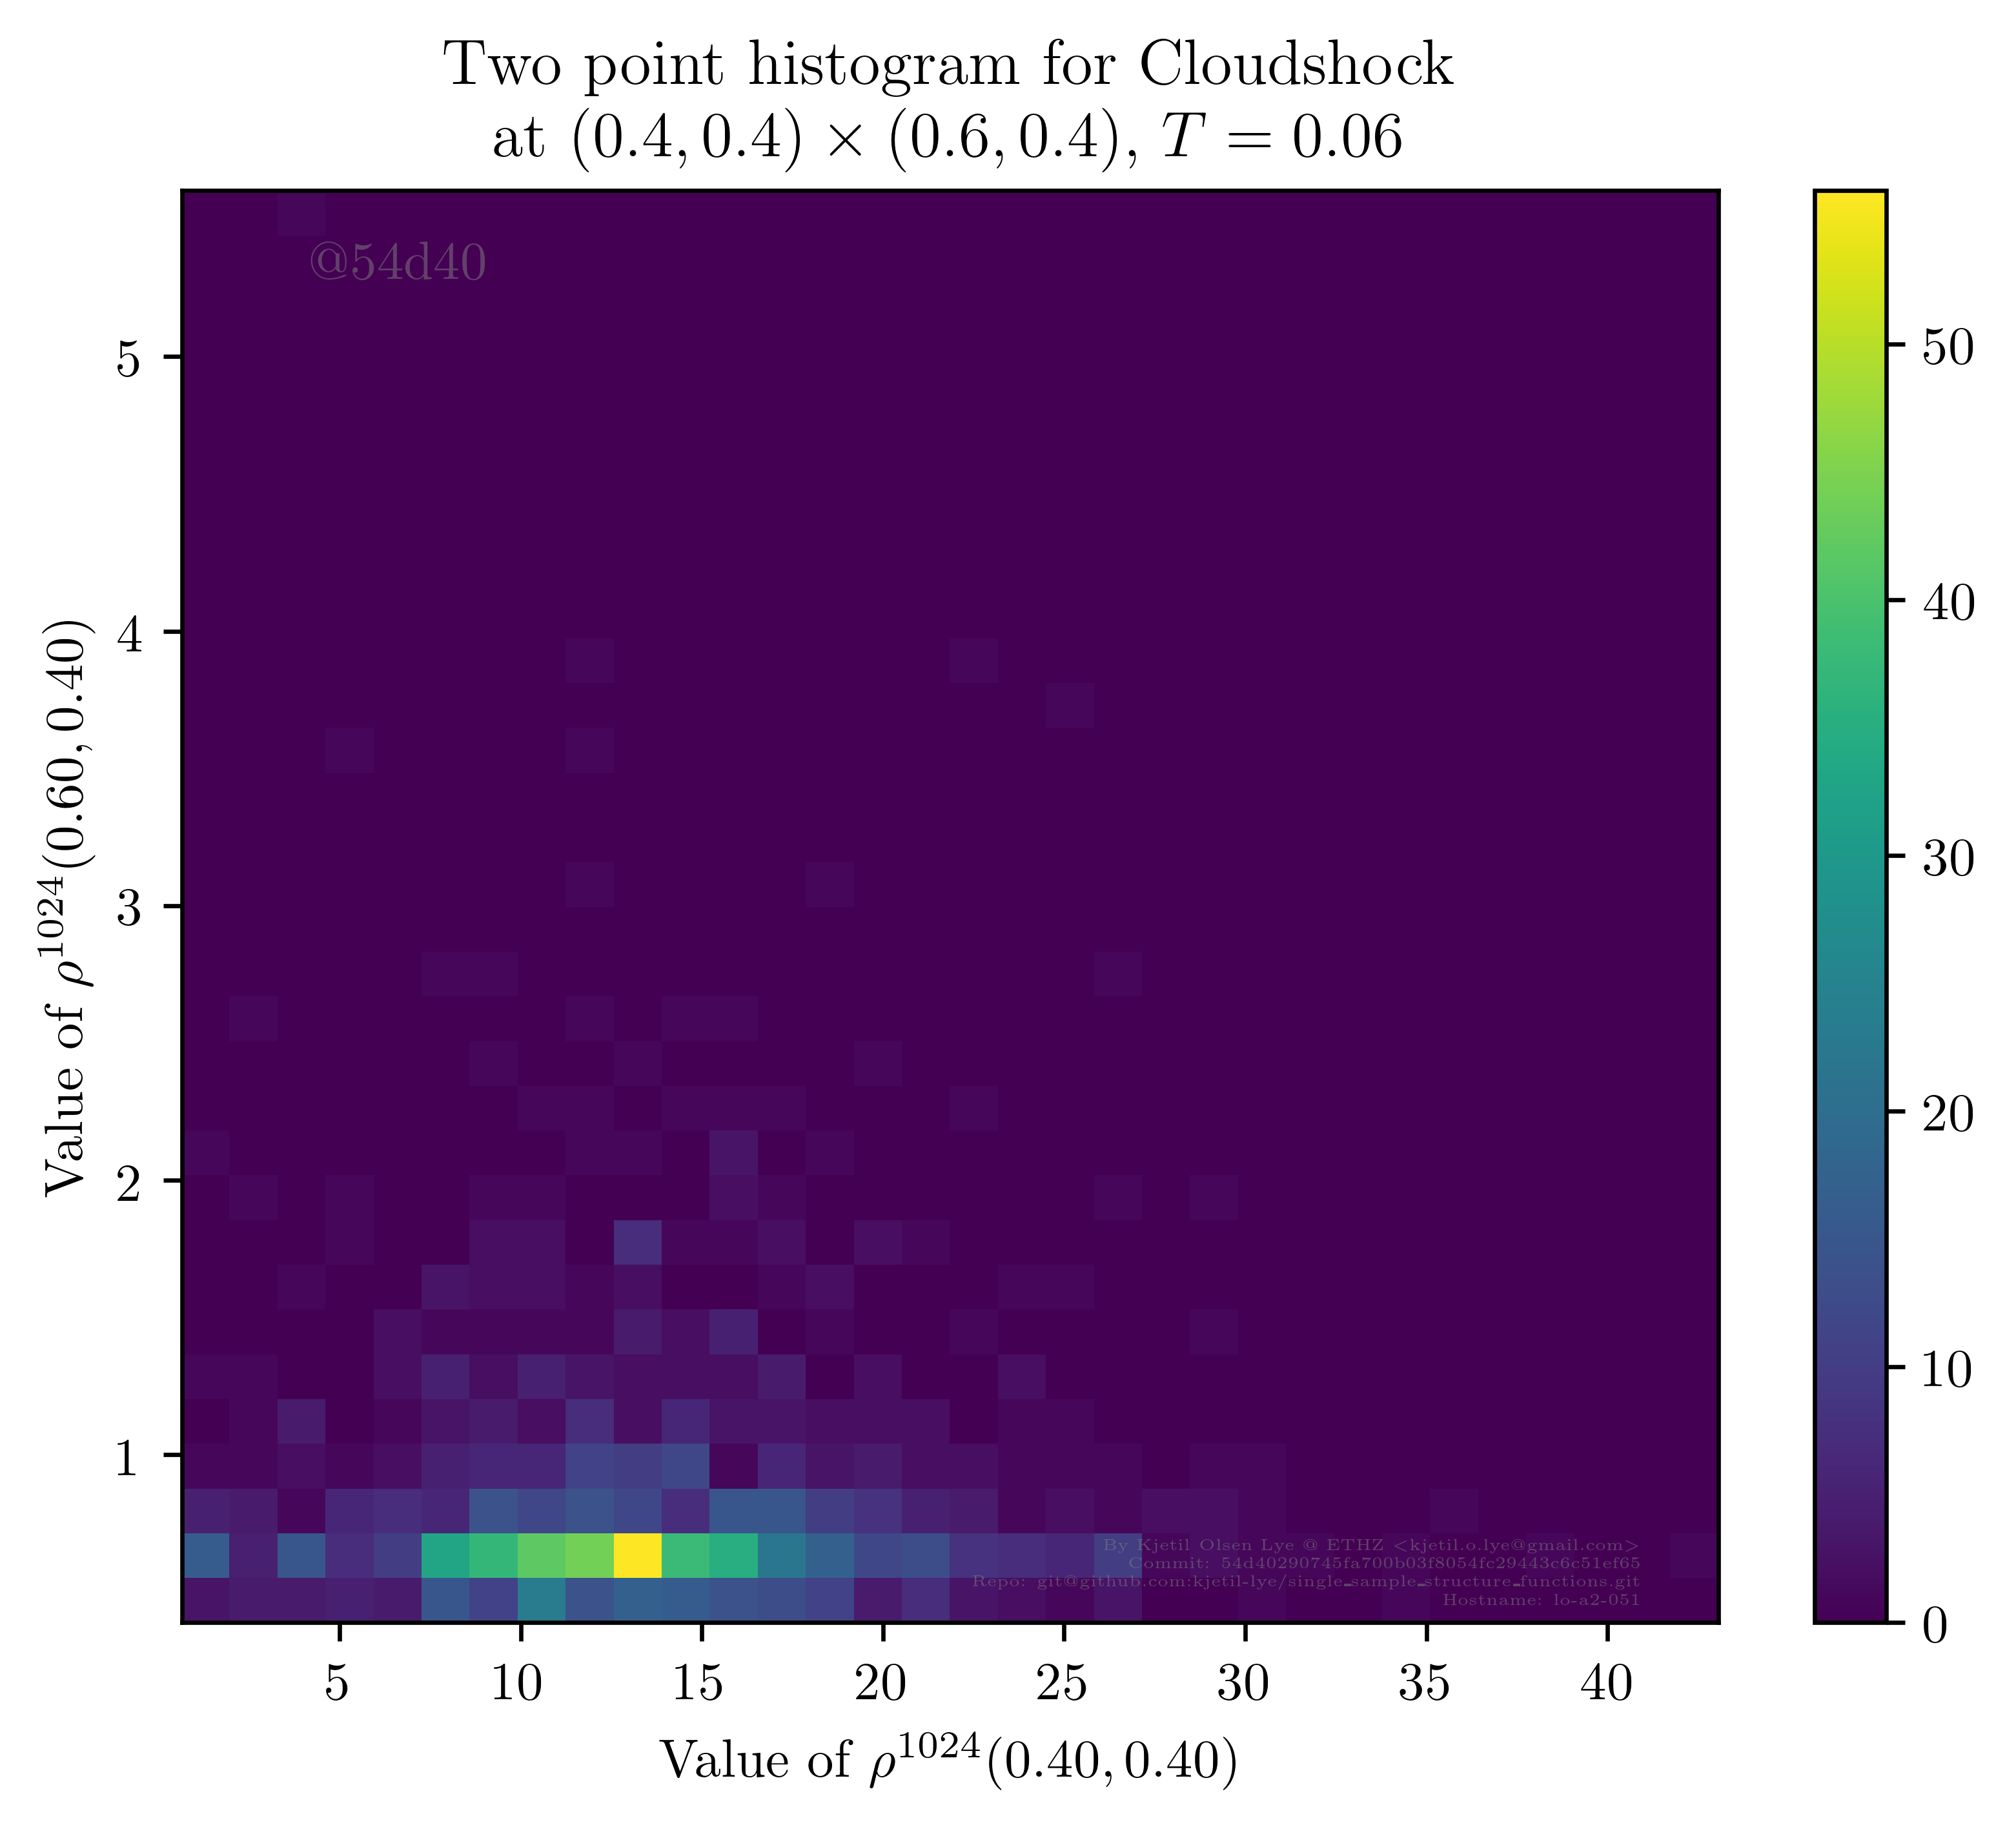 Two point histogram for Cloudshock
at (0.4, 0.4) × (0.6, 0.4), T = 0.06
@54d40
5
4
3
2
1
Value of ρ¹⁰²⁴(0.60, 0.40)
50
40
30
20
10
0
By Kjetil Olsen Lye @ ETHZ <kjetil.o.lye@gmail.com>
Commit: 54d40290745fa700b03f8054fc29443c6c51ef65
Repo: git@github.com:kjetil-lye/single_sample_structure_functions.git
Hostname: lo-a2-051
5 10 15 20 25 30 35 40
Value of ρ¹⁰²⁴(0.40, 0.40)